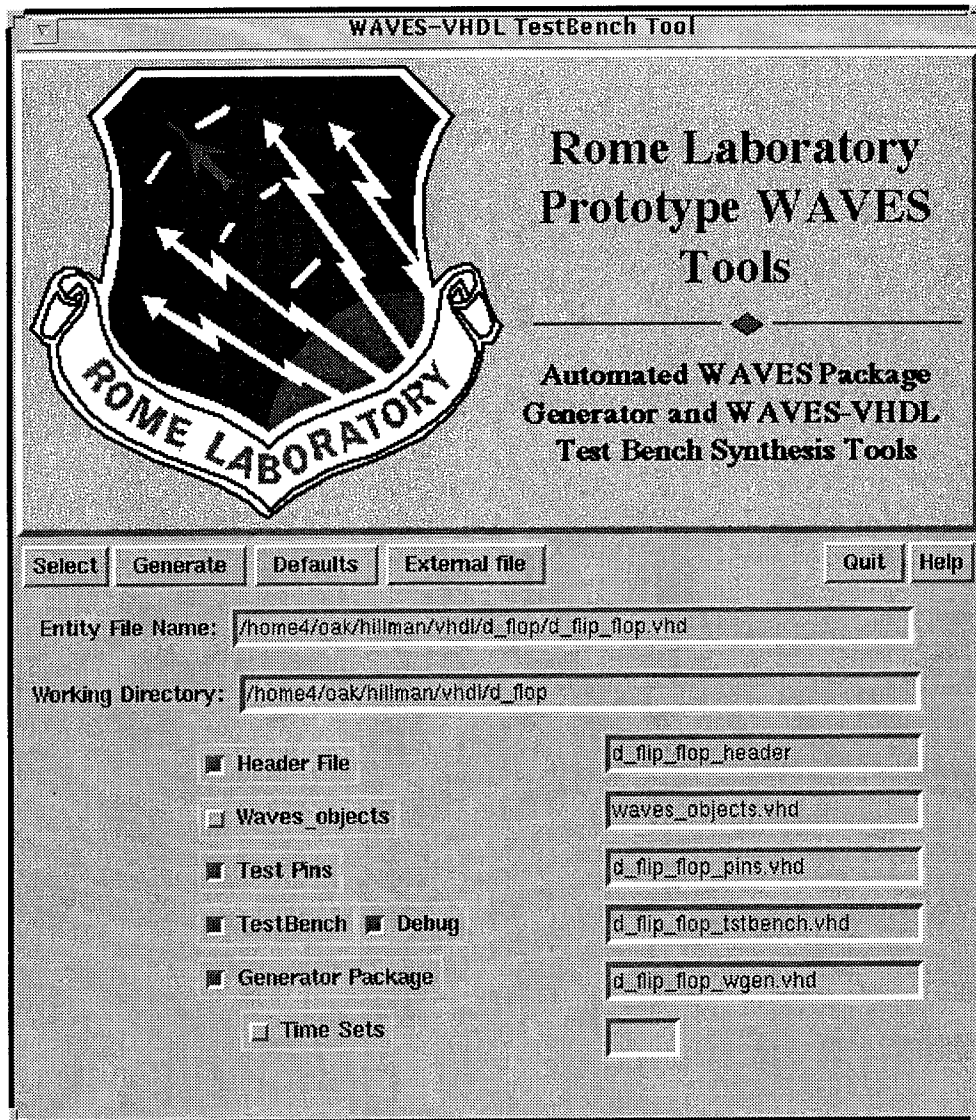 WAVES-VHDL TestBench Tool
Rome Laboratory
Prototype WAVES
Tools
Automated WAVES Package
Generator and WAVES-VHDL
Test Bench Synthesis Tools
ROME LABORATORY
Select Generate Defaults External file Quit Help
Entity File Name: /home4/oak/hillman/vhdl/d_flop/d_flip_flop.vhd
Working Directory: /home4/oak/hillman/vhdl/d_flop
Header File d_flip_flop_header
Waves_objects waves_objects.vhd
Test Pins d_flip_flop_pins.vhd
TestBench Debug d_flip_flop_tstbench.vhd
Generator Package d_flip_flop_wgen.vhd
Time Sets